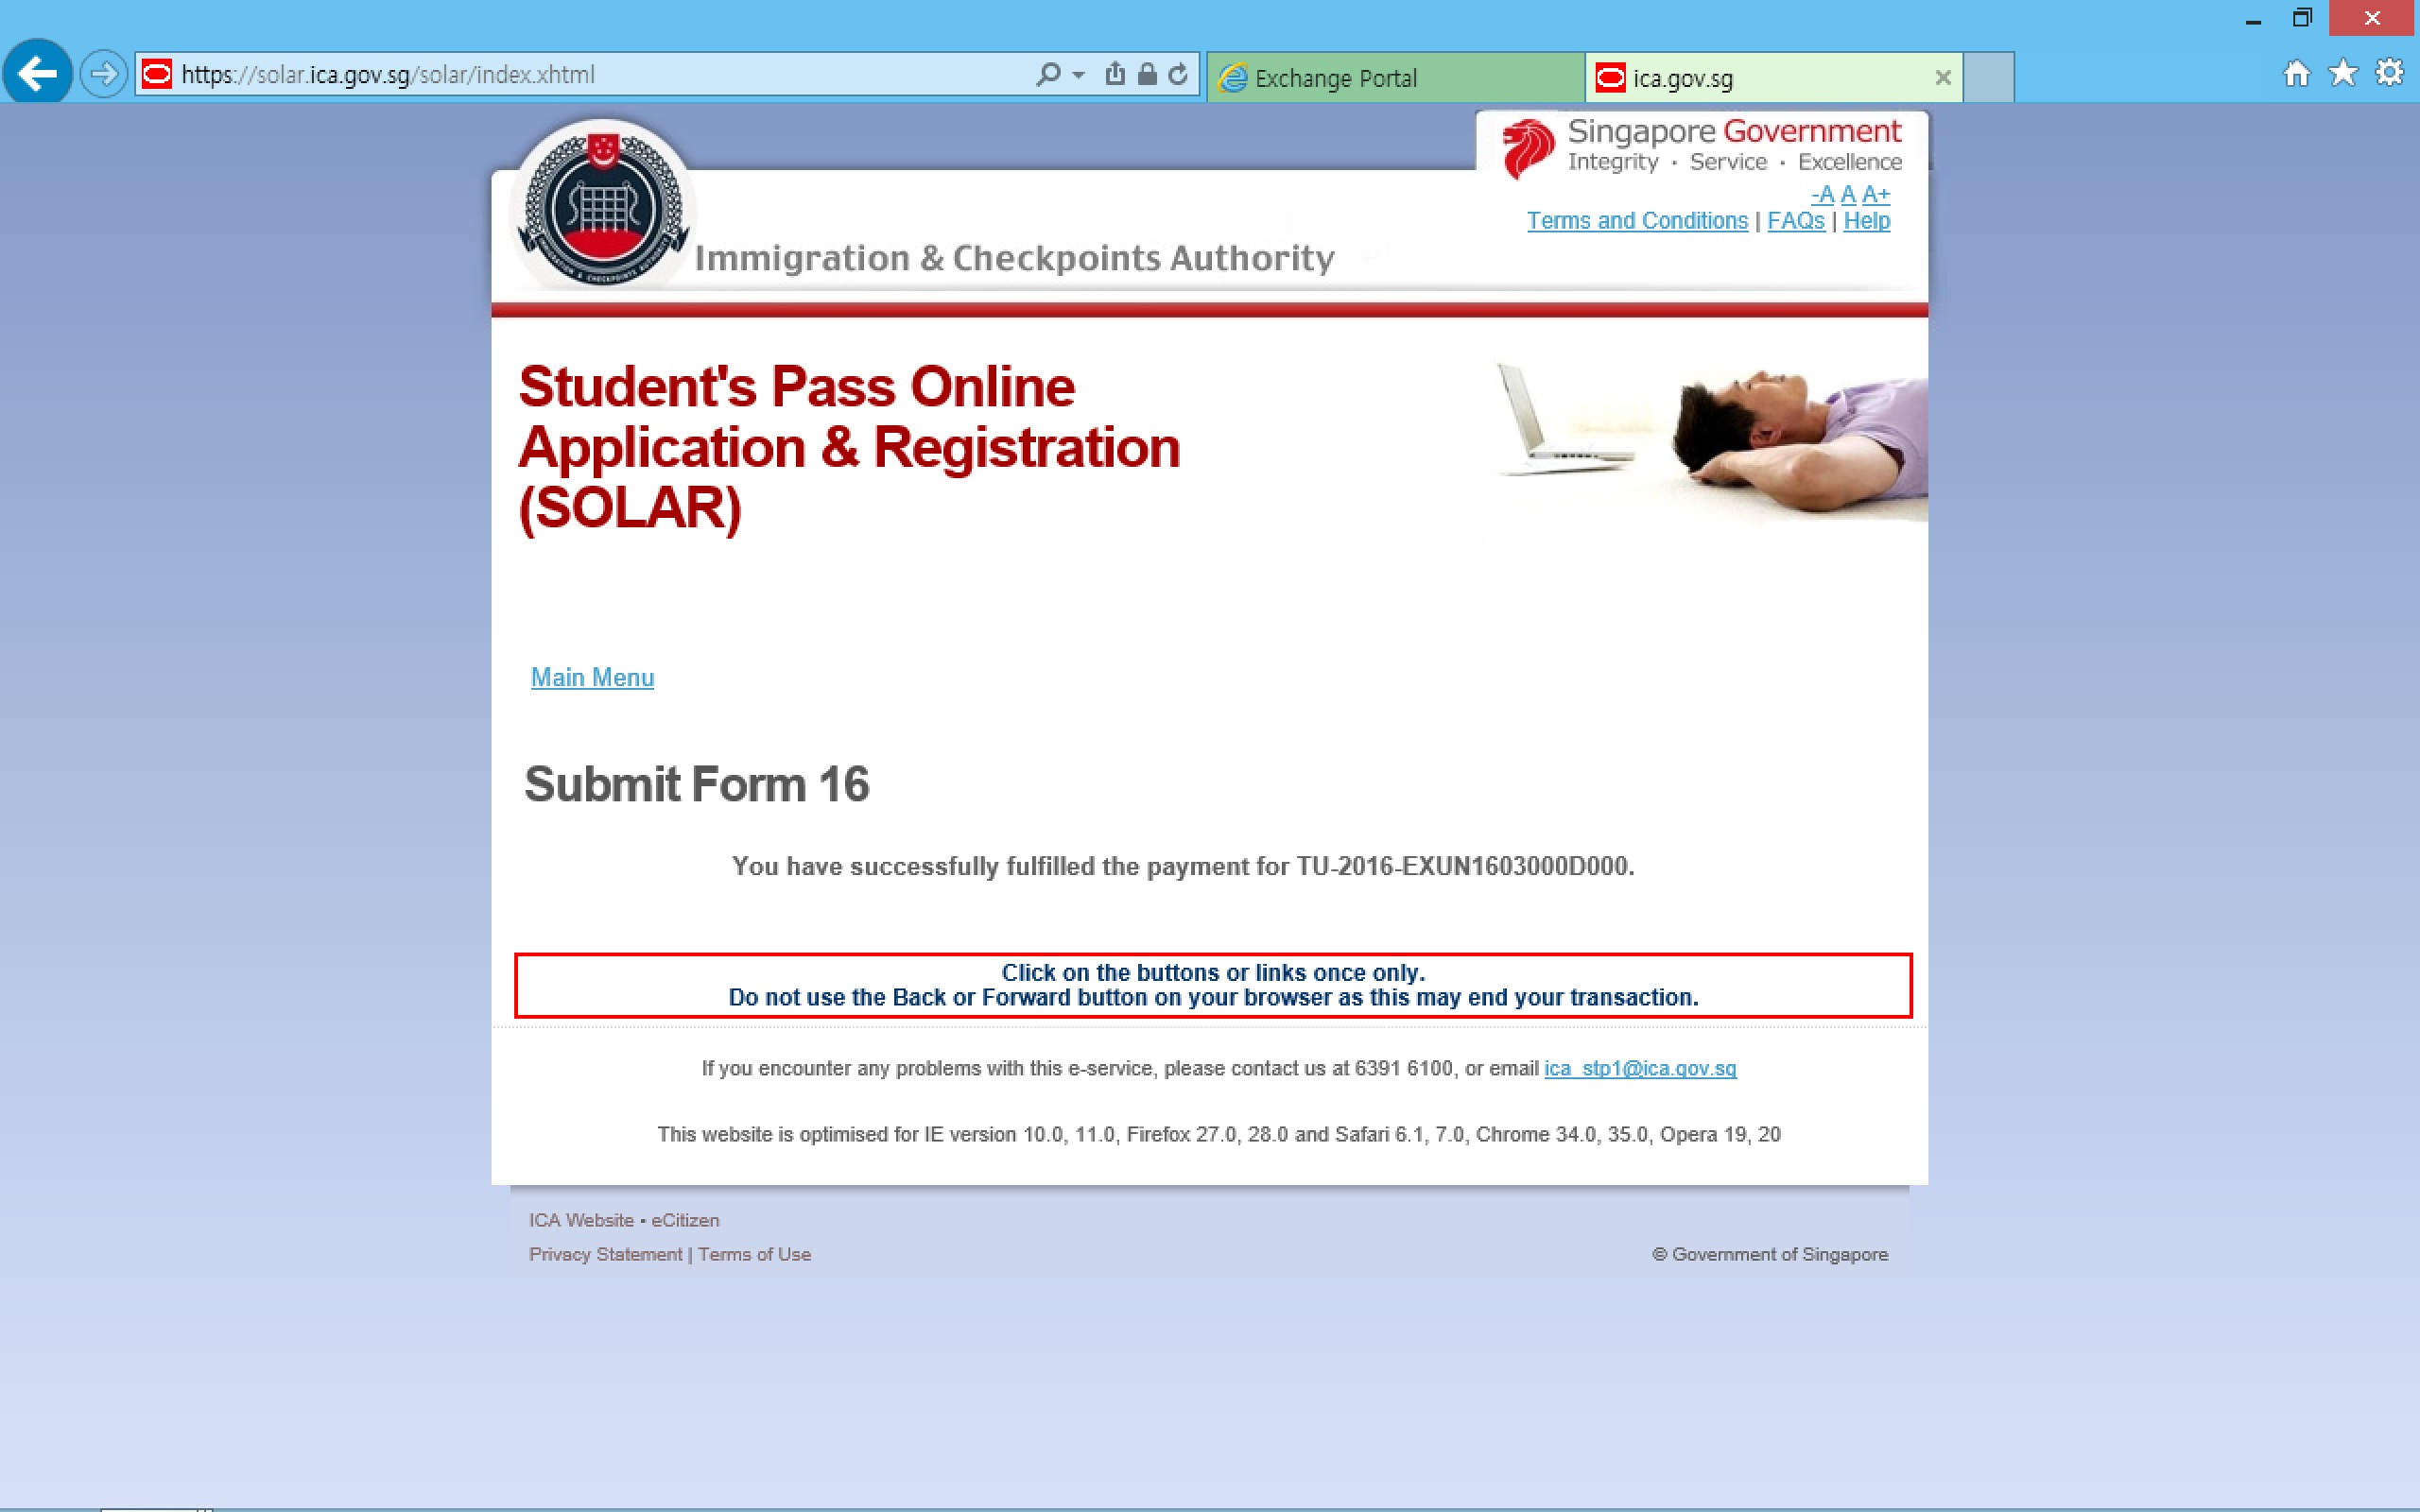 https://solar.ica.gov.sg/solar/index.xhtml
Exchange Portal
ica.gov.sg
Singapore Government
Integrity · Service · Excellence
-A A A+
Terms and Conditions | FAQs | Help
IMMIGRATION & CHECKPOINTS AUTHORITY
Immigration & Checkpoints Authority
Student's Pass Online
Application & Registration
(SOLAR)
Main Menu
Submit Form 16
You have successfully fulfilled the payment for TU-2016-EXUN1603000D000.
Click on the buttons or links once only.
Do not use the Back or Forward button on your browser as this may end your transaction.
If you encounter any problems with this e-service, please contact us at 6391 6100, or email ica_stp1@ica.gov.sg
This website is optimised for IE version 10.0, 11.0, Firefox 27.0, 28.0 and Safari 6.1, 7.0, Chrome 34.0, 35.0, Opera 19, 20
ICA Website ▪ eCitizen
Privacy Statement | Terms of Use
© Government of Singapore